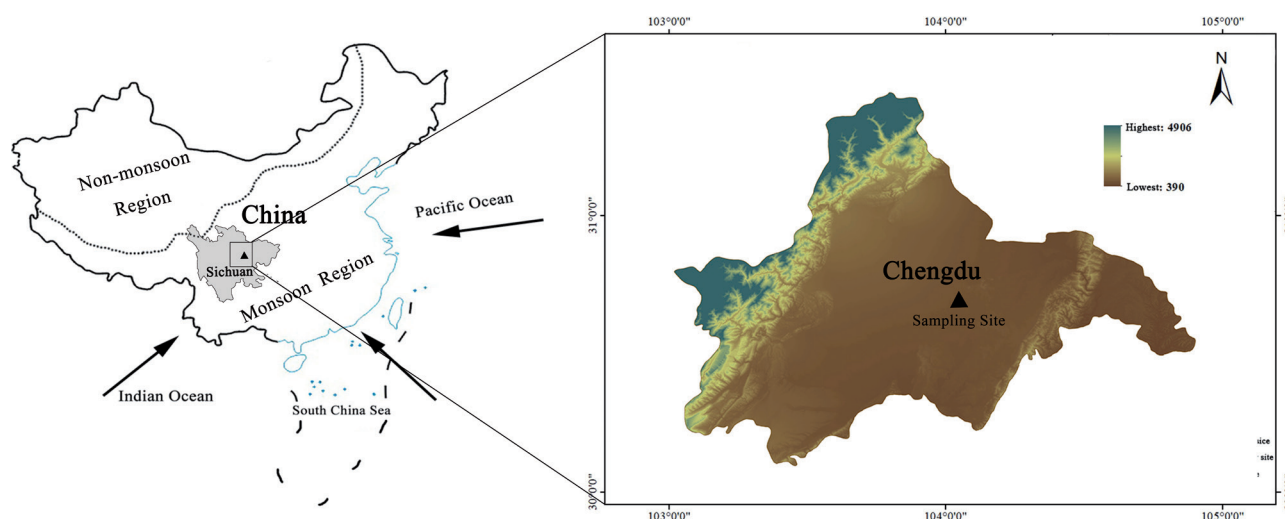 Non-monsoon
Region
China
Sichuan
Monsoon Region
Pacific Ocean
Indian Ocean
South China Sea
103°0'0"
104°0'0"
105°0'0"
31°0'0"
30°0'0"
N
Highest: 4906
Lowest: 390
Chengdu
Sampling Site
site
103°0'0"
104°0'0"
105°0'0"